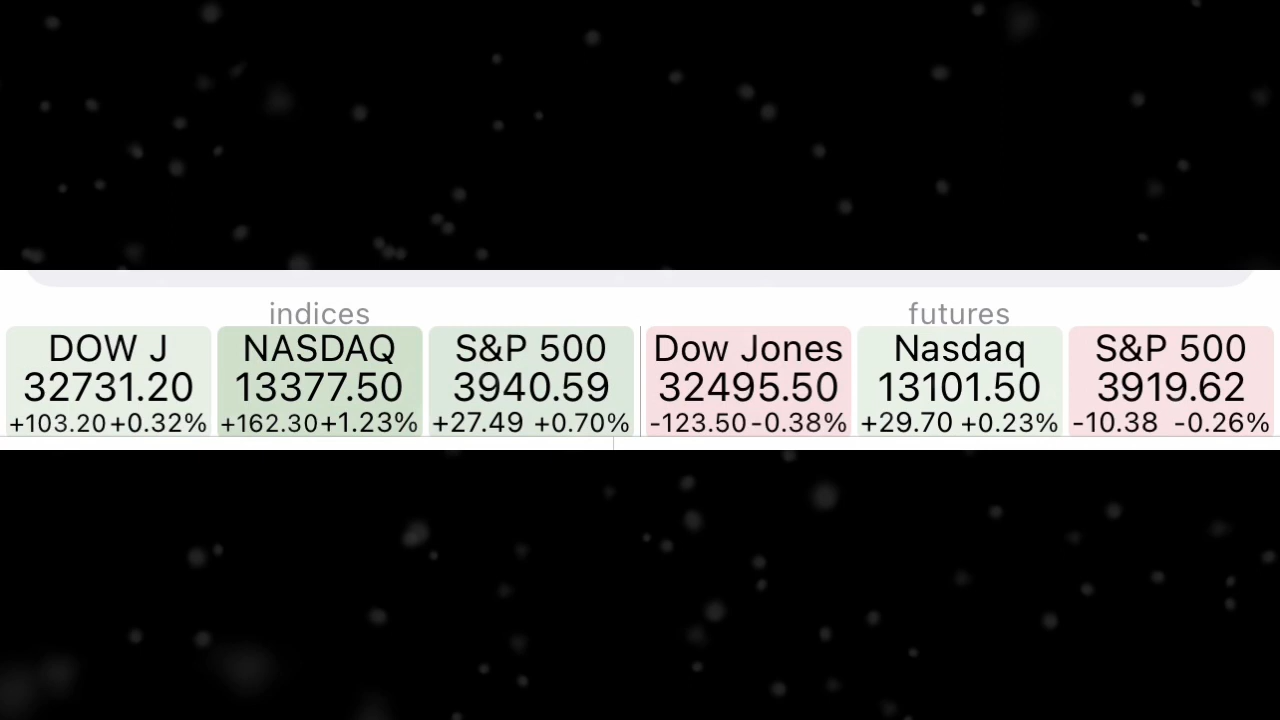 indices futures
DOW J NASDAQ S&P 500 Dow Jones Nasdaq S&P 500
32731.20 13377.50 3940.59 32495.50 13101.50 3919.62
+103.20 +0.32% +162.30 +1.23% +27.49 +0.70% -123.50 -0.38% +29.70 +0.23% -10.38 -0.26%